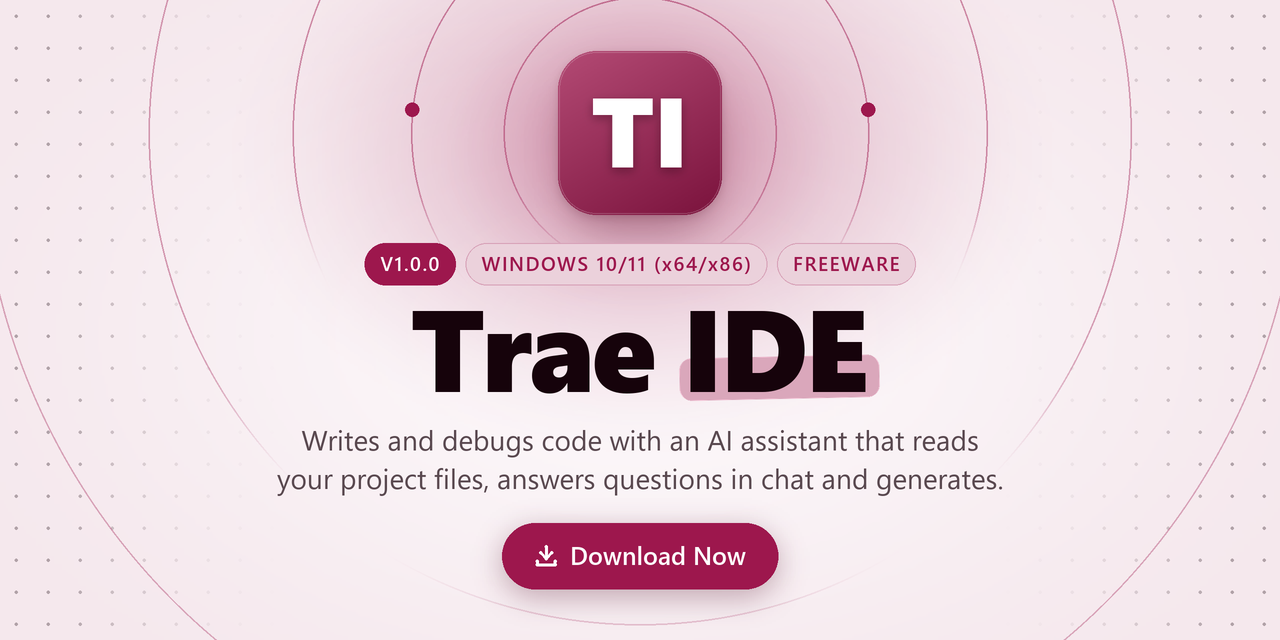 TI
V1.0.0
WINDOWS 10/11 (x64/x86)
FREEWARE
Trae IDE
Writes and debugs code with an AI assistant that reads
your project files, answers questions in chat and generates.
Download Now